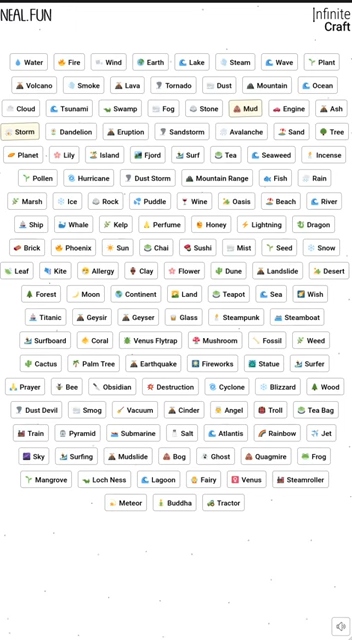 NEAL.FUN Infinite
Craft
Water Fire Wind Earth Lake Steam Wave Plant
Volcano Smoke Lava Tornado Dust Mountain Ocean
Cloud Tsunami Swamp Fog Stone Mud Engine Ash
Storm Dandelion Eruption Sandstorm Avalanche Sand Tree
Planet Lily Island Fjord Surf Tea Seaweed Incense
Pollen Hurricane Dust Storm Mountain Range Fish Rain
Marsh Ice Rock Puddle Wine Oasis Beach River
Ship Whale Kelp Perfume Honey Lightning Dragon
Brick Phoenix Sun Chai Sushi Mist Seed Snow
Leaf Kite Allergy Clay Flower Dune Landslide Desert
Forest Moon Continent Land Teapot Sea Wish
Titanic Geysir Geyser Glass Steampunk Steamboat
Surfboard Coral Venus Flytrap Mushroom Fossil Weed
Cactus Palm Tree Earthquake Fireworks Statue Surfer
Prayer Bee Obsidian Destruction Cyclone Blizzard Wood
Dust Devil Smog Vacuum Cinder Angel Troll Tea Bag
Train Pyramid Submarine Salt Atlantis Rainbow Jet
Sky Surfing Mudslide Bog Ghost Quagmire Frog
Mangrove Loch Ness Lagoon Fairy Venus Steamroller
Meteor Buddha Tractor